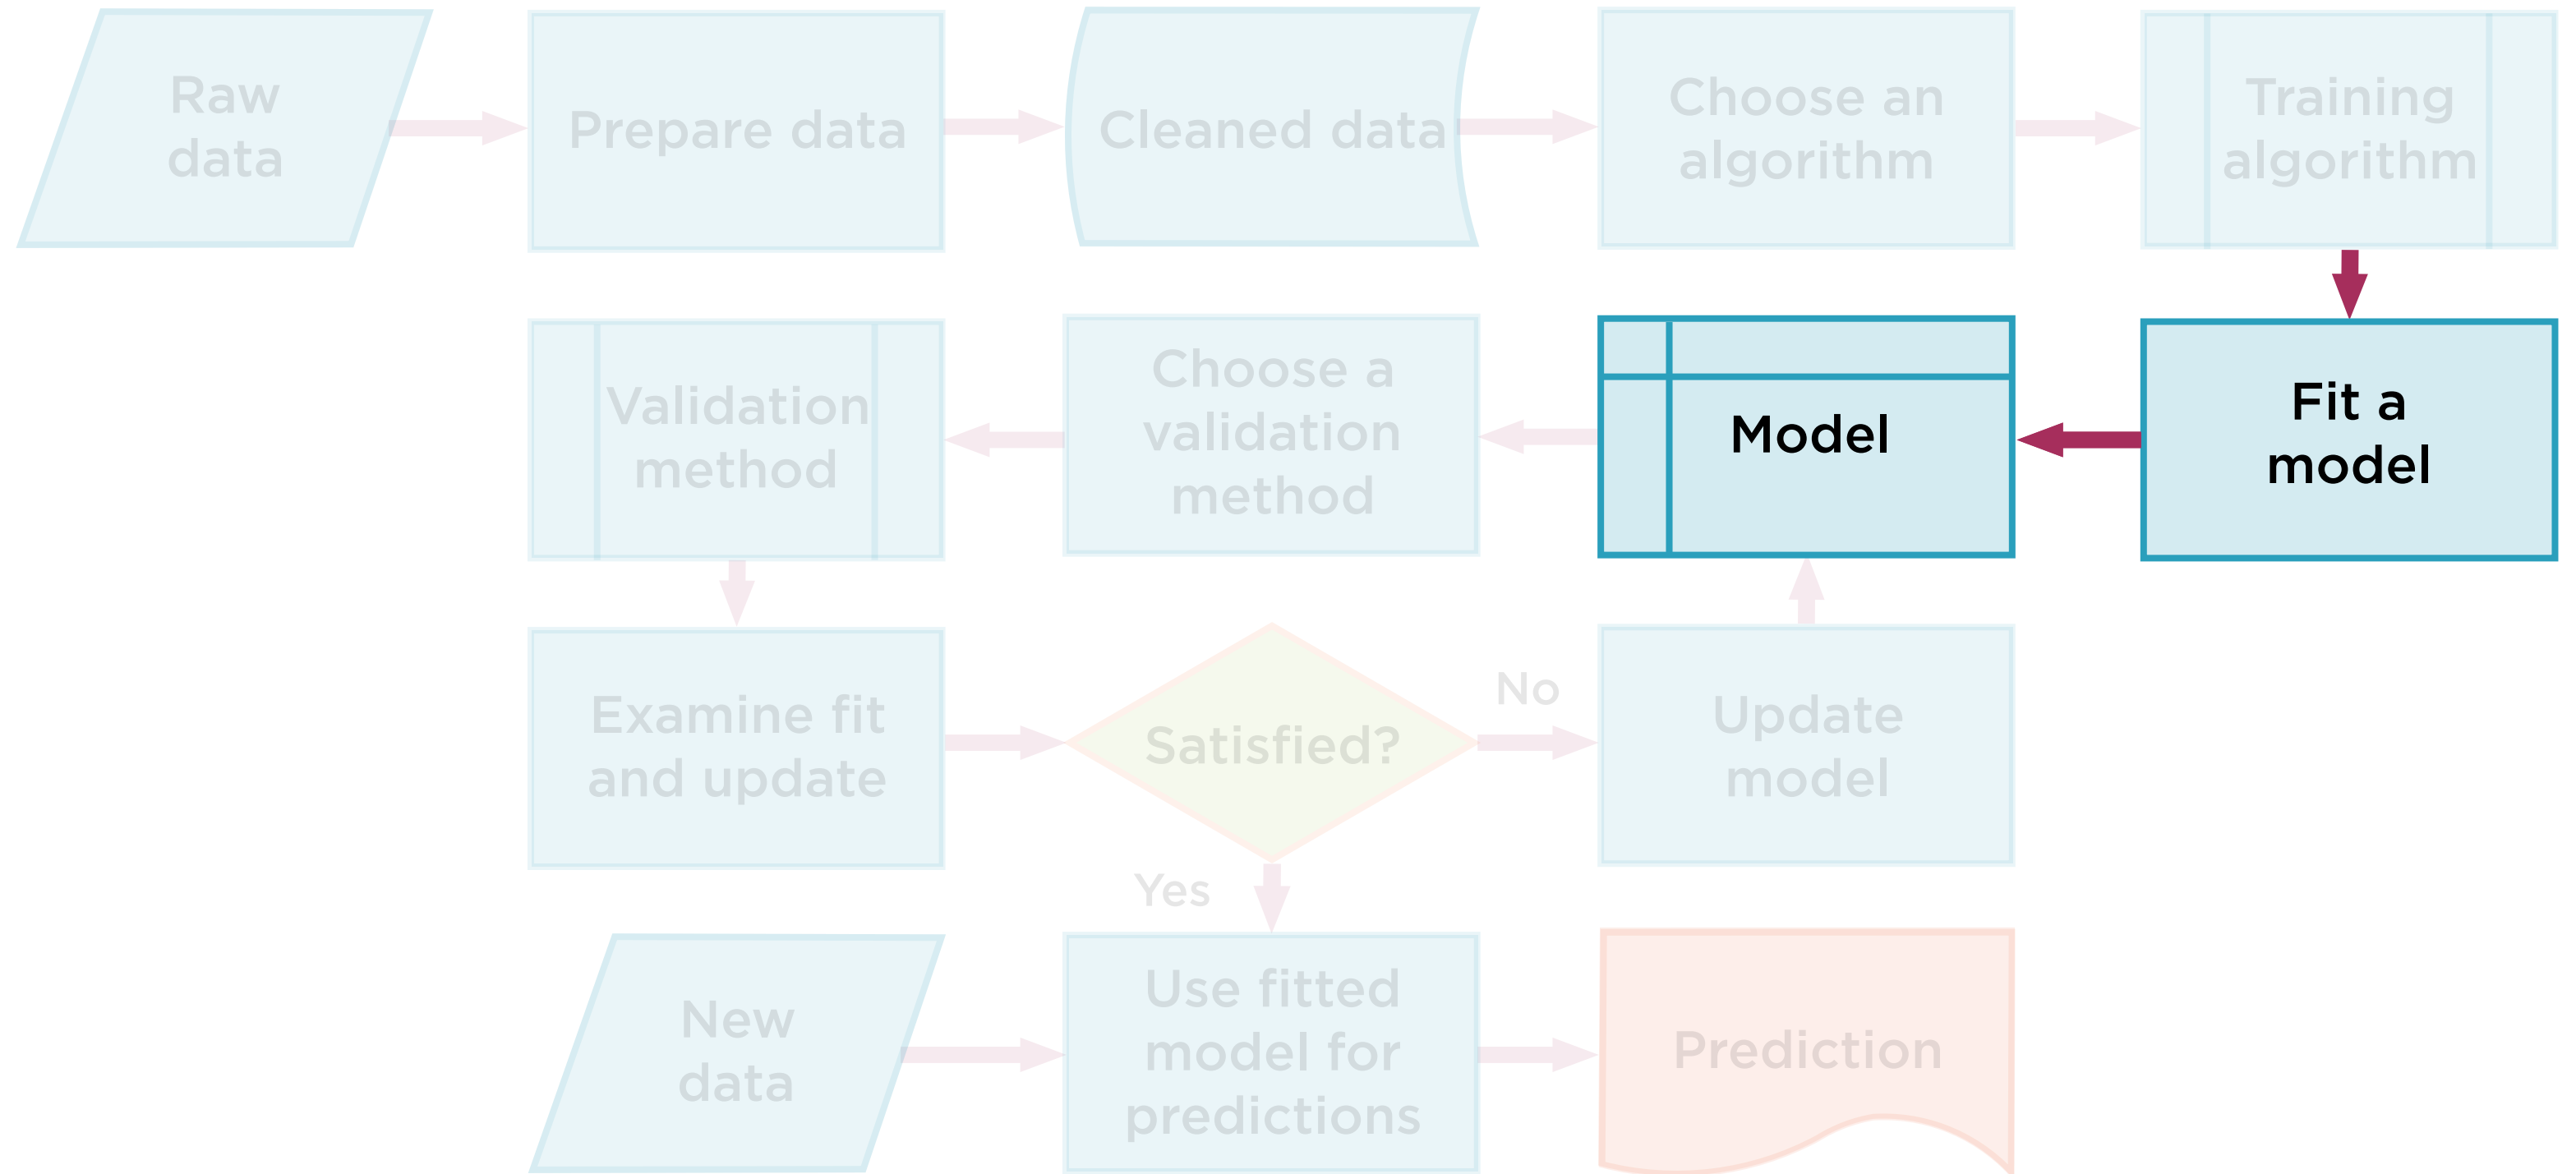 Raw
data
Prepare data
Cleaned data
Choose an
algorithm
Training
algorithm
Validation
method
Choose a
validation
method
Model
Fit a
model
Examine fit
and update
Satisfied?
No
Update
model
Yes
New
data
Use fitted
model for
predictions
Prediction